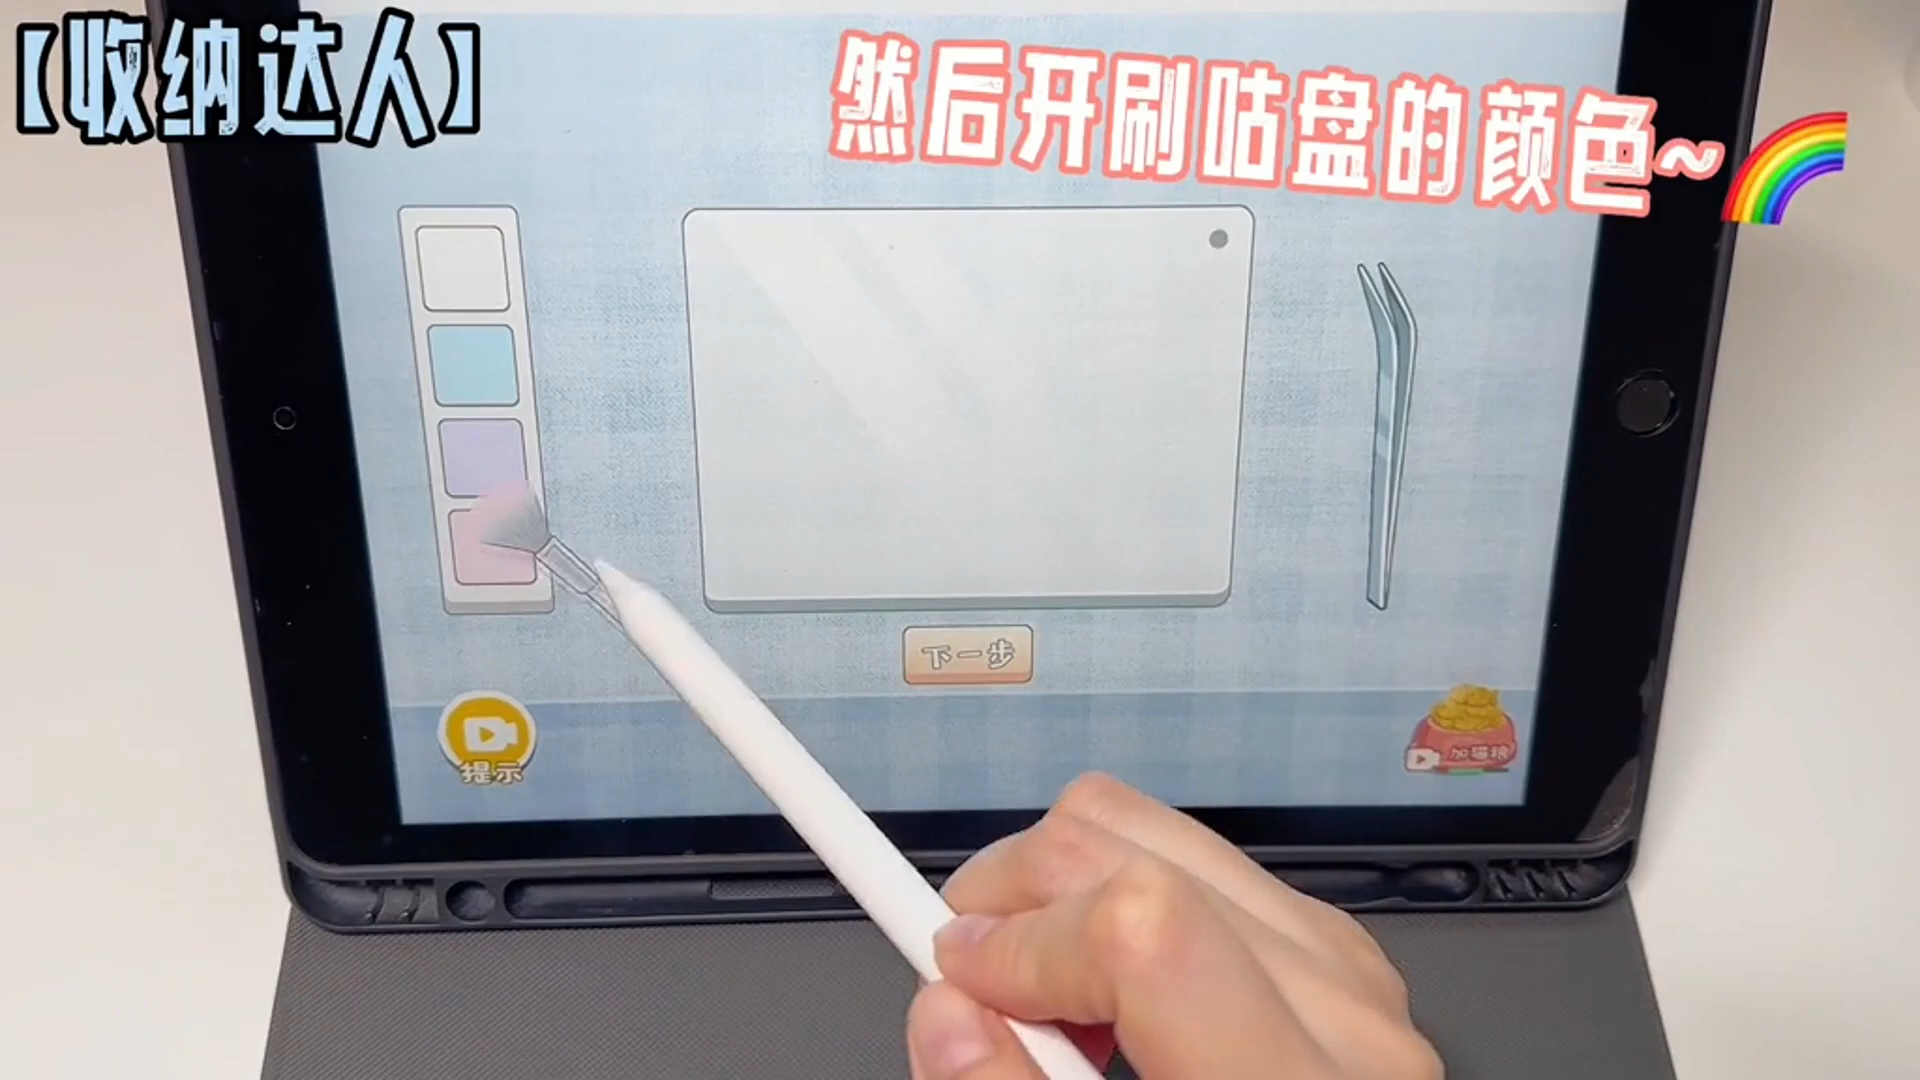 【收纳达人】
然后开刷咕盘的颜色~
下一步
提示
加猫粮